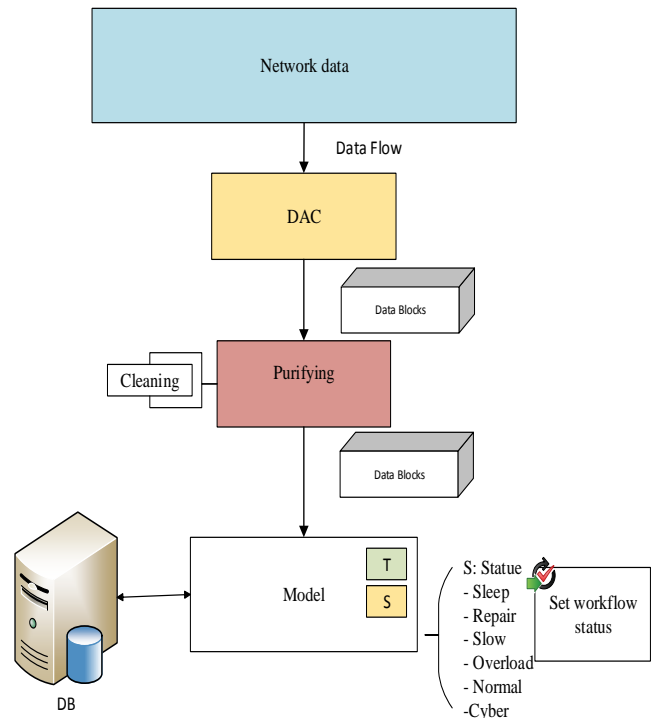 Network data
Data Flow
DAC
Data Blocks
Cleaning
Purifying
Data Blocks
Model
T
S
S: Statue
- Sleep
- Repair
- Slow
- Overload
- Normal
-Cyber
Set workflow
status
DB